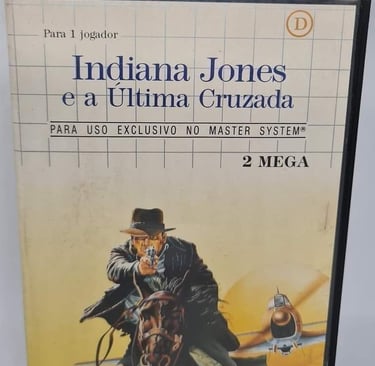 D
Para 1 jogador
Indiana Jones
e a Última Cruzada
PARA USO EXCLUSIVO NO MASTER SYSTEM®
2 MEGA